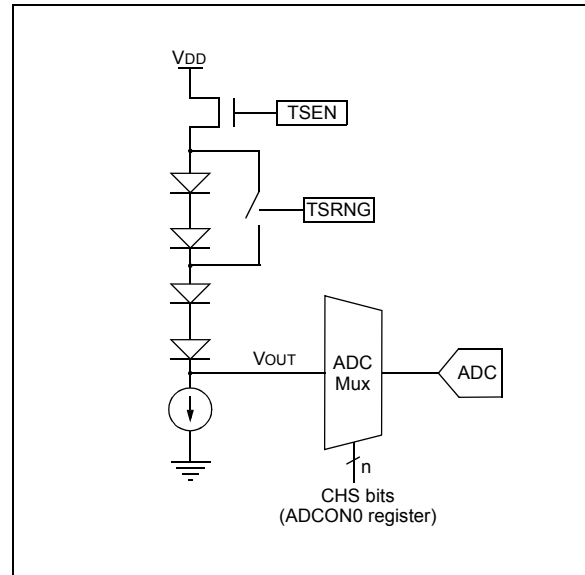 VDD
TSEN
TSRNG
VOUT
ADC
Mux
ADC
n
CHS bits
(ADCON0 register)